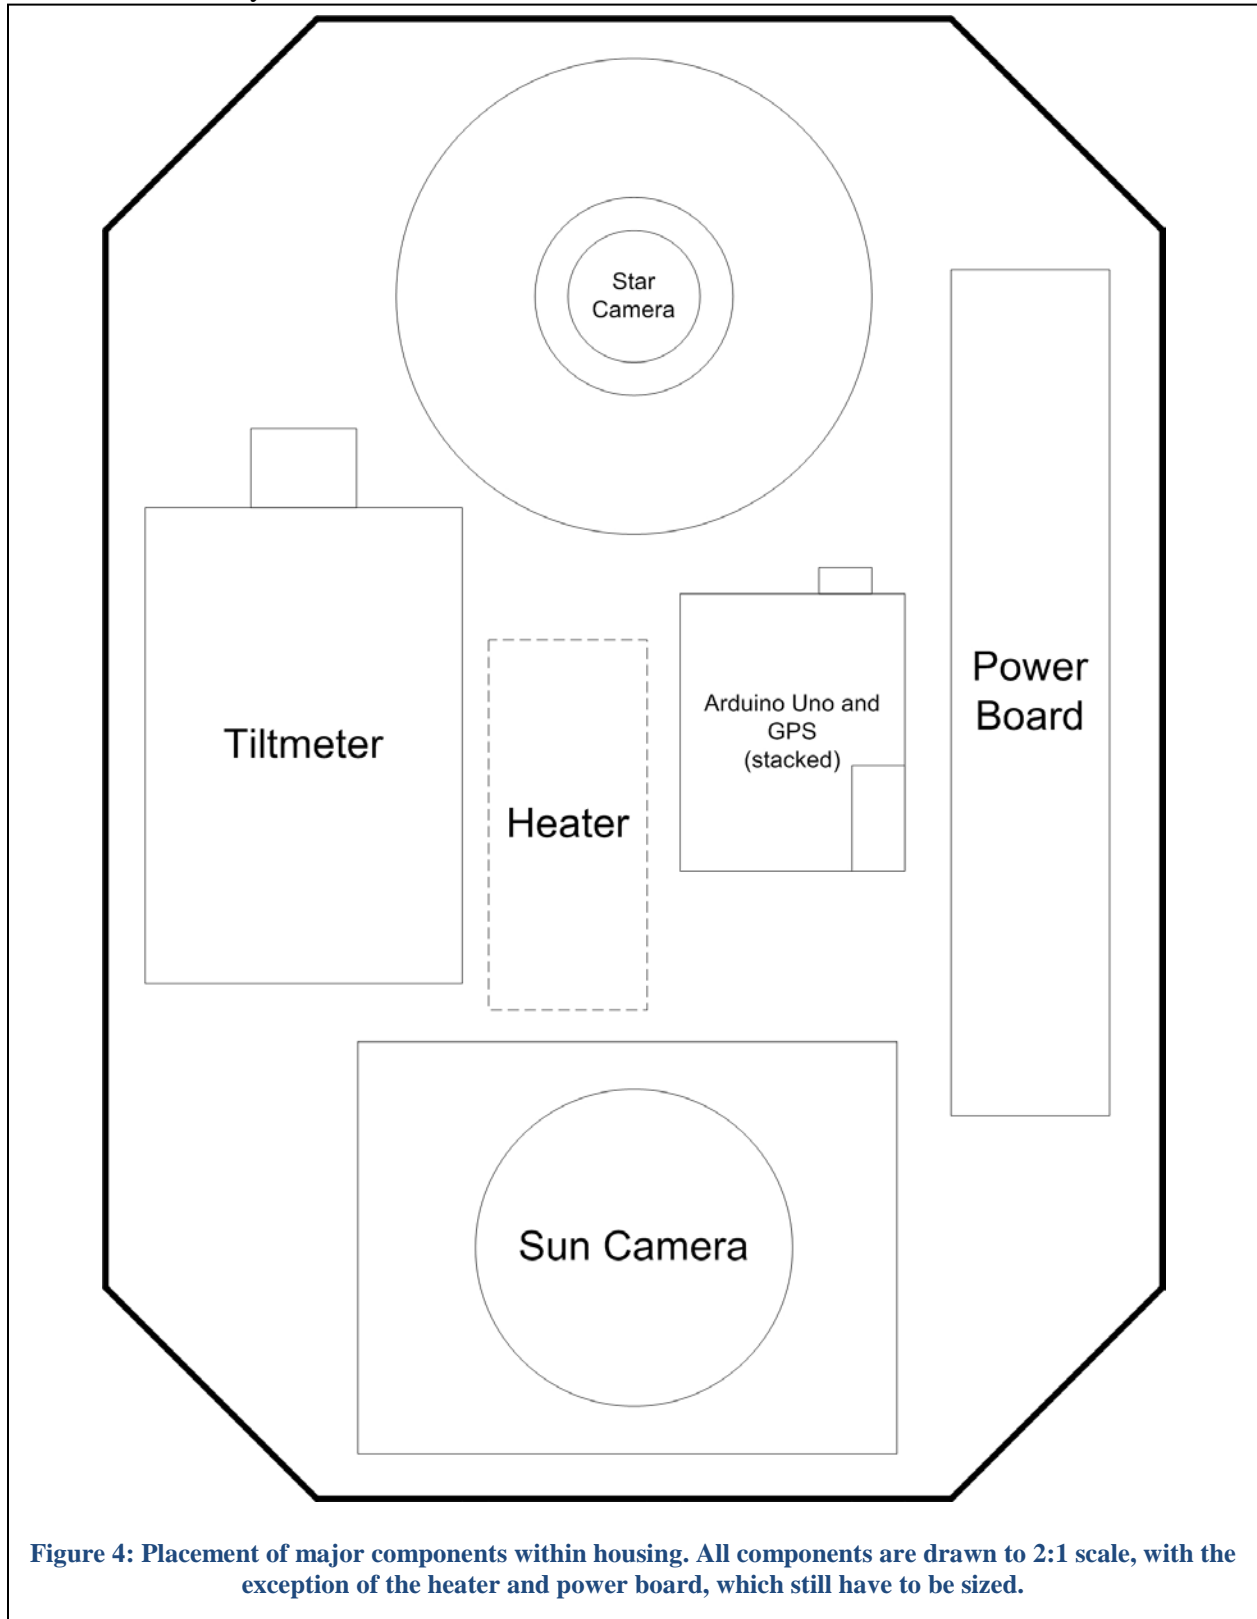 Star
Camera
Power
Board
Arduino Uno and
GPS
(stacked)
Tiltmeter
Heater
Sun Camera
Figure 4: Placement of major components within housing. All components are drawn to 2:1 scale, with the
exception of the heater and power board, which still have to be sized.